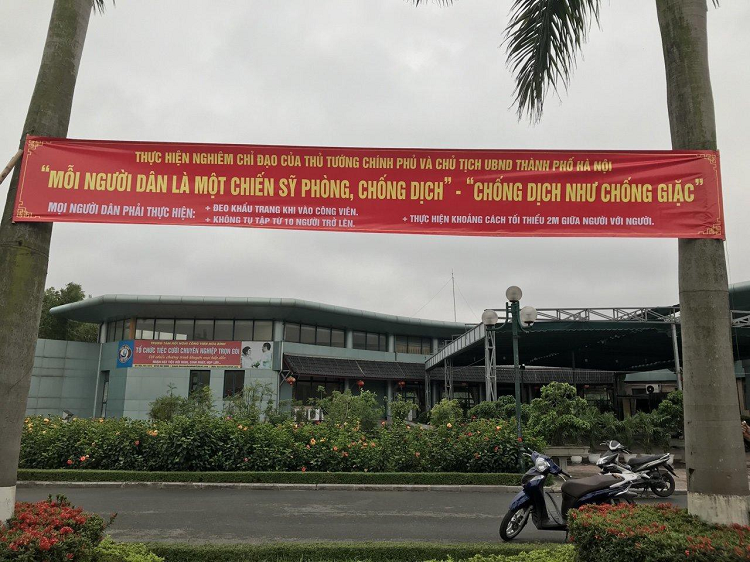 THỰC HIỆN NGHIÊM CHỈ ĐẠO CỦA THỦ TƯỚNG CHÍNH PHỦ VÀ CHỦ TỊCH UBND THÀNH PHỐ HÀ NỘI
“MỖI NGƯỜI DÂN LÀ MỘT CHIẾN SỸ PHÒNG, CHỐNG DỊCH” - “CHỐNG DỊCH NHƯ CHỐNG GIẶC”
MỌI NGƯỜI DÂN PHẢI THỰC HIỆN: + ĐEO KHẨU TRANG KHI VÀO CÔNG VIÊN. + THỰC HIỆN KHOẢNG CÁCH TỐI THIỂU 2M GIỮA NGƯỜI VỚI NGƯỜI.
+ KHÔNG TỤ TẬP TỪ 10 NGƯỜI TRỞ LÊN.
TỔ CHỨC TIỆC CƯỚI CHUYÊN NGHIỆP TRỌN GÓI